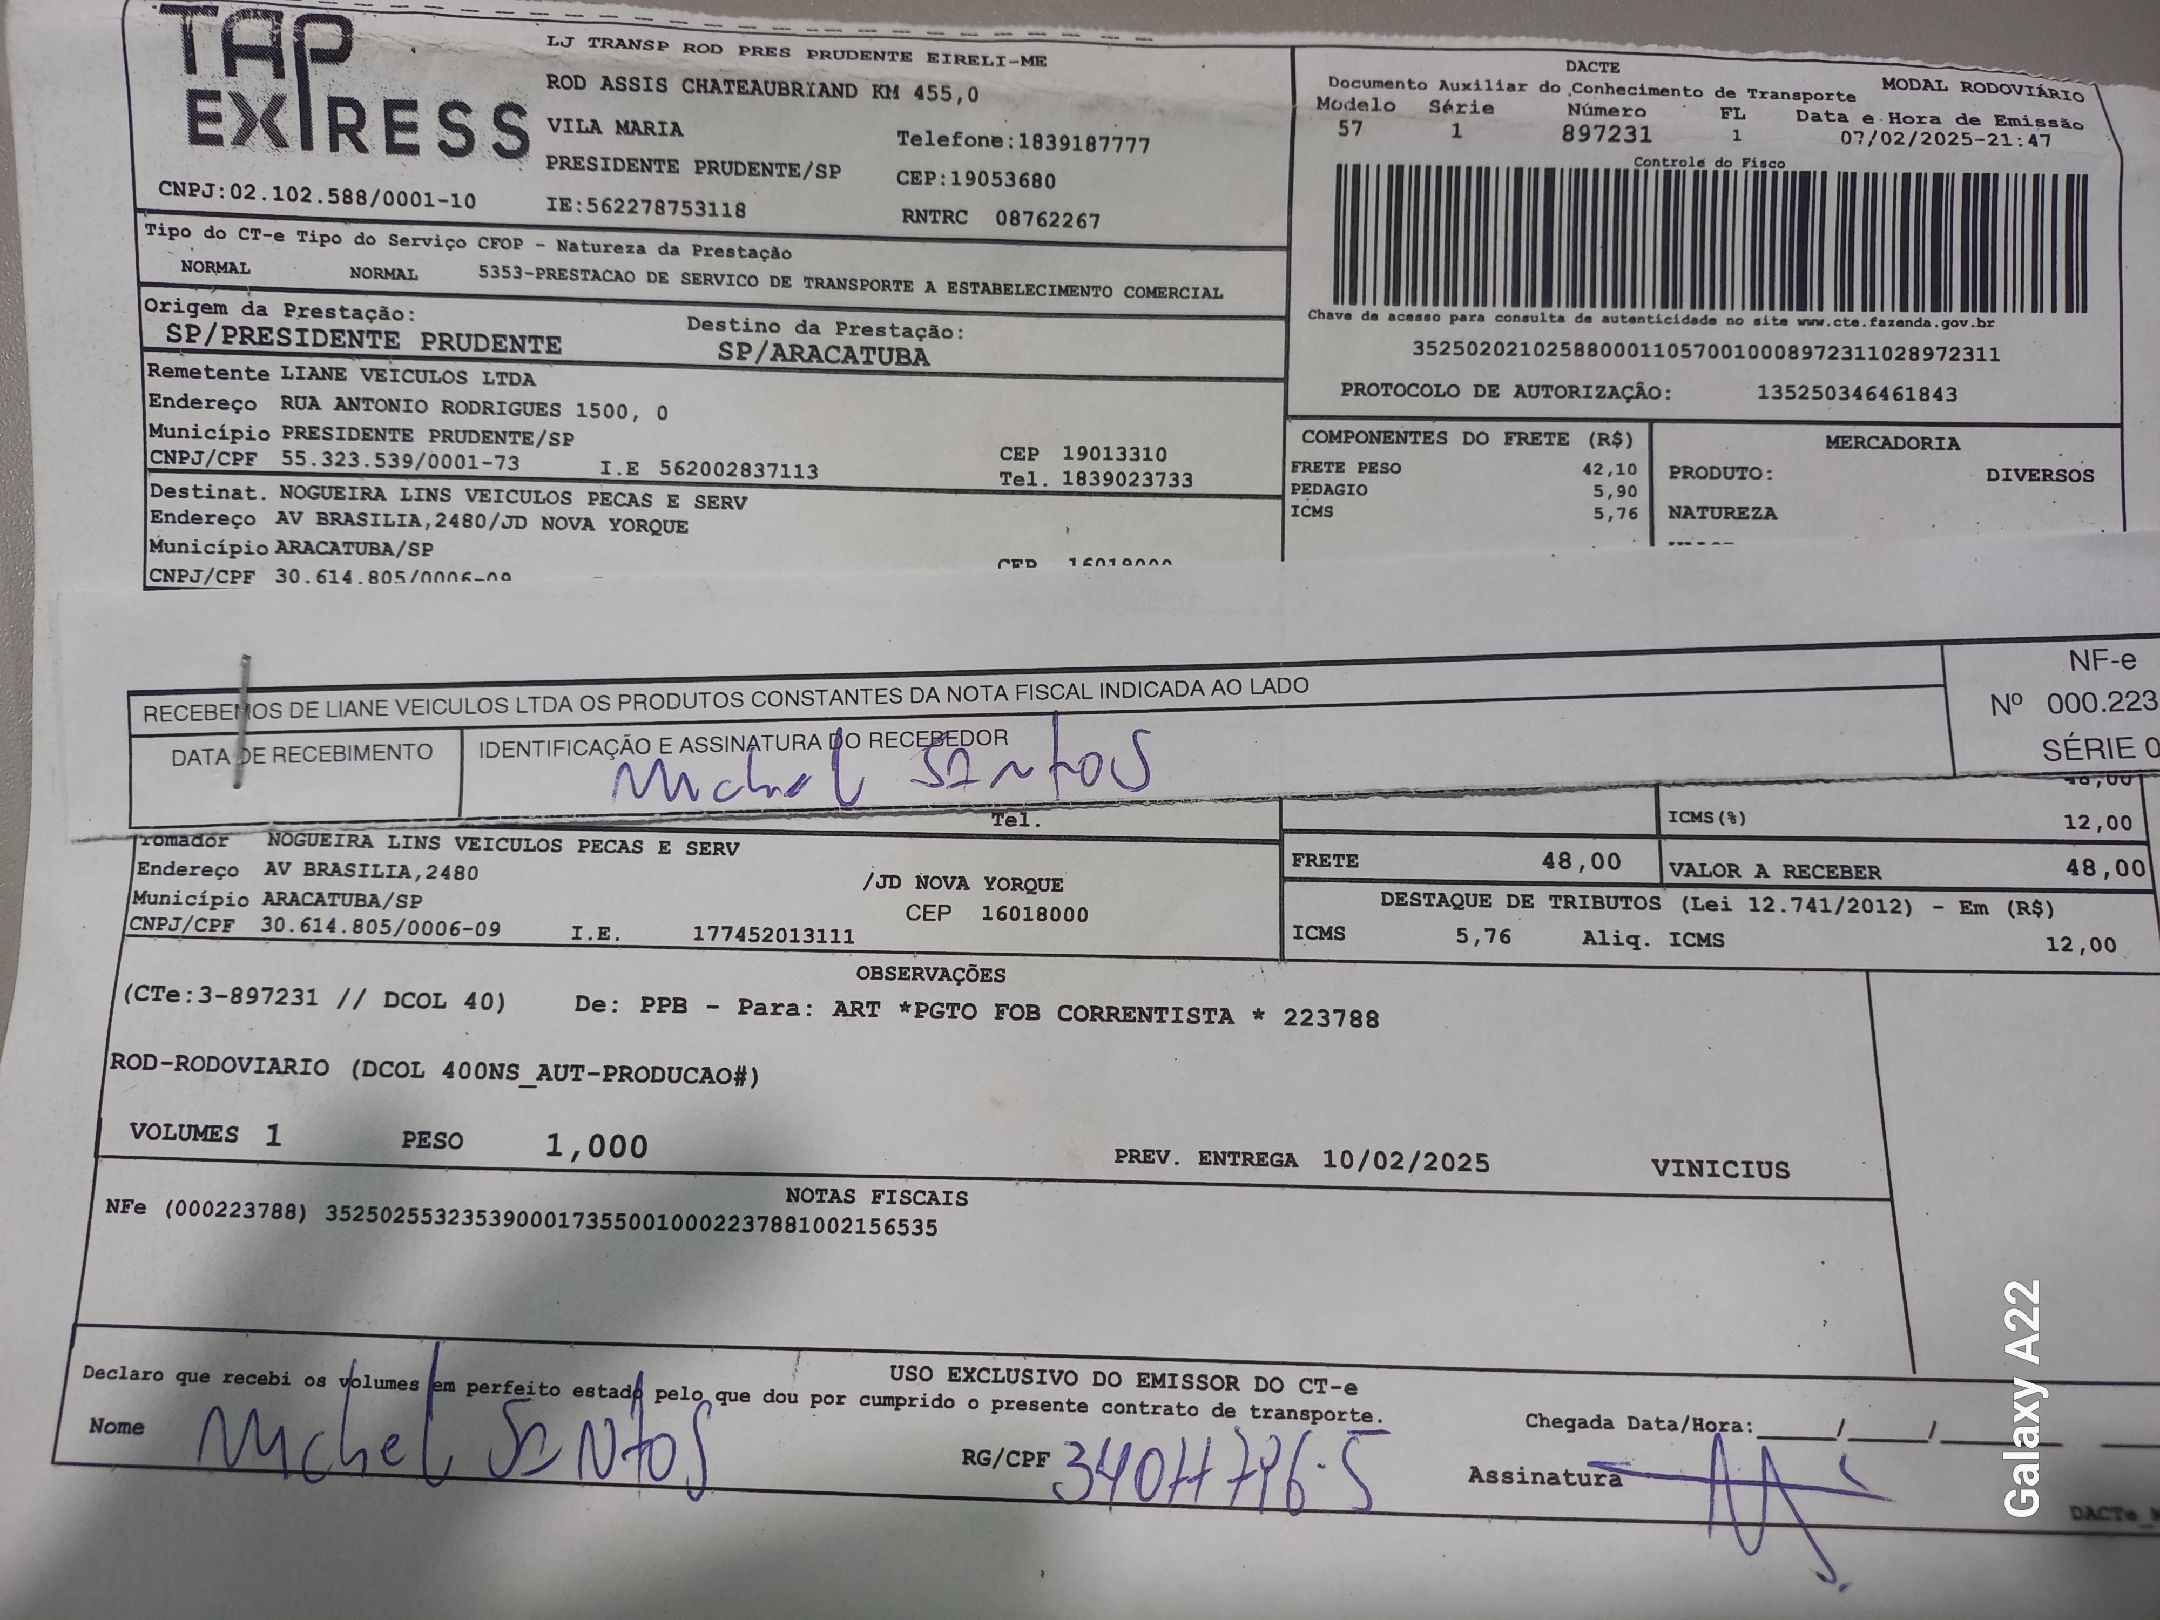 TAP
EXPRESS
LJ TRANSP ROD PRES PRUDENTE EIRELI-ME
ROD ASSIS CHATEAUBRIAND KM 455,0
VILA MARIA Telefone:1839187777
PRESIDENTE PRUDENTE/SP CEP:19053680
CNPJ:02.102.588/0001-10 IE:562278753118 RNTRC 08762267
DACTE
Documento Auxiliar do Conhecimento de Transporte MODAL RODOVIÁRIO
Modelo Série Número FL Data e Hora de Emissão
57 1 897231 1 07/02/2025-21:47
Controle do Fisco
Chave de acesso para consulta de autenticidade no site www.cte.fazenda.gov.br
35250202102588000110570010008972311028972311
PROTOCOLO DE AUTORIZAÇÃO: 135250346461843
Tipo do CT-e Tipo do Serviço CFOP - Natureza da Prestação
NORMAL NORMAL 5353-PRESTACAO DE SERVICO DE TRANSPORTE A ESTABELECIMENTO COMERCIAL
Origem da Prestação: Destino da Prestação:
SP/PRESIDENTE PRUDENTE SP/ARACATUBA
Remetente LIANE VEICULOS LTDA
Endereço RUA ANTONIO RODRIGUES 1500, 0
Município PRESIDENTE PRUDENTE/SP CEP 19013310
CNPJ/CPF 55.323.539/0001-73 I.E 562002837113 Tel. 1839023733
Destinat. NOGUEIRA LINS VEICULOS PECAS E SERV
Endereço AV BRASILIA,2480/JD NOVA YORQUE
Município ARACATUBA/SP CEP 16018000
CNPJ/CPF 30.614.805/0006-09
COMPONENTES DO FRETE (R$) MERCADORIA
FRETE PESO 42,10 PRODUTO: DIVERSOS
PEDAGIO 5,90
ICMS 5,76 NATUREZA
RECEBEMOS DE LIANE VEICULOS LTDA OS PRODUTOS CONSTANTES DA NOTA FISCAL INDICADA AO LADO
DATA DE RECEBIMENTO IDENTIFICAÇÃO E ASSINATURA DO RECEBEDOR
Michel Santos
NF-e
Nº 000.223
SÉRIE 0
48,00
Tel. ICMS(%) 12,00
Tomador NOGUEIRA LINS VEICULOS PECAS E SERV
Endereço AV BRASILIA,2480 /JD NOVA YORQUE
Município ARACATUBA/SP CEP 16018000
CNPJ/CPF 30.614.805/0006-09 I.E. 177452013111
FRETE 48,00 VALOR A RECEBER 48,00
DESTAQUE DE TRIBUTOS (Lei 12.741/2012) - Em (R$)
ICMS 5,76 Aliq. ICMS 12,00
OBSERVAÇÕES
(CTe:3-897231 // DCOL 40) De: PPB - Para: ART *PGTO FOB CORRENTISTA * 223788
ROD-RODOVIARIO (DCOL 400NS_AUT-PRODUCAO#)
VOLUMES 1 PESO 1,000 PREV. ENTREGA 10/02/2025 VINICIUS
NOTAS FISCAIS
NFe (000223788) 35250255323539000173550010002237881002156535
USO EXCLUSIVO DO EMISSOR DO CT-e
Declaro que recebi os volumes em perfeito estado pelo que dou por cumprido o presente contrato de transporte.
Nome Michel Santos RG/CPF
Chegada Data/Hora:____/____/____
Assinatura
Galaxy A22